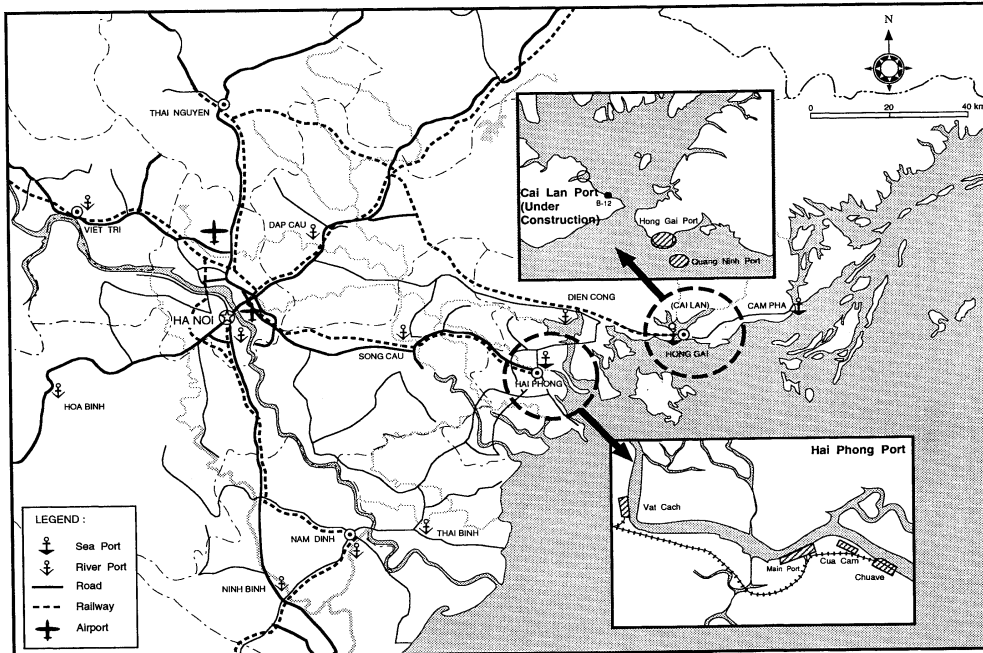 N
0 20 40 km
THAI NGUYEN
VIET TRI
DAP CAU
Cai Lan Port
(Under
Construction)
B-12
Hong Gai Port
Quang Ninh Port
HA NOI
DIEN CONG
(CAI LAN)
CAM PHA
HONG GAI
SONG CAU
HAI PHONG
HOA BINH
Hai Phong Port
Vat Cach
Main Port
Cua Cam
Chuave
NAM DINH
THAI BINH
NINH BINH
LEGEND :
Sea Port
River Port
Road
Railway
Airport